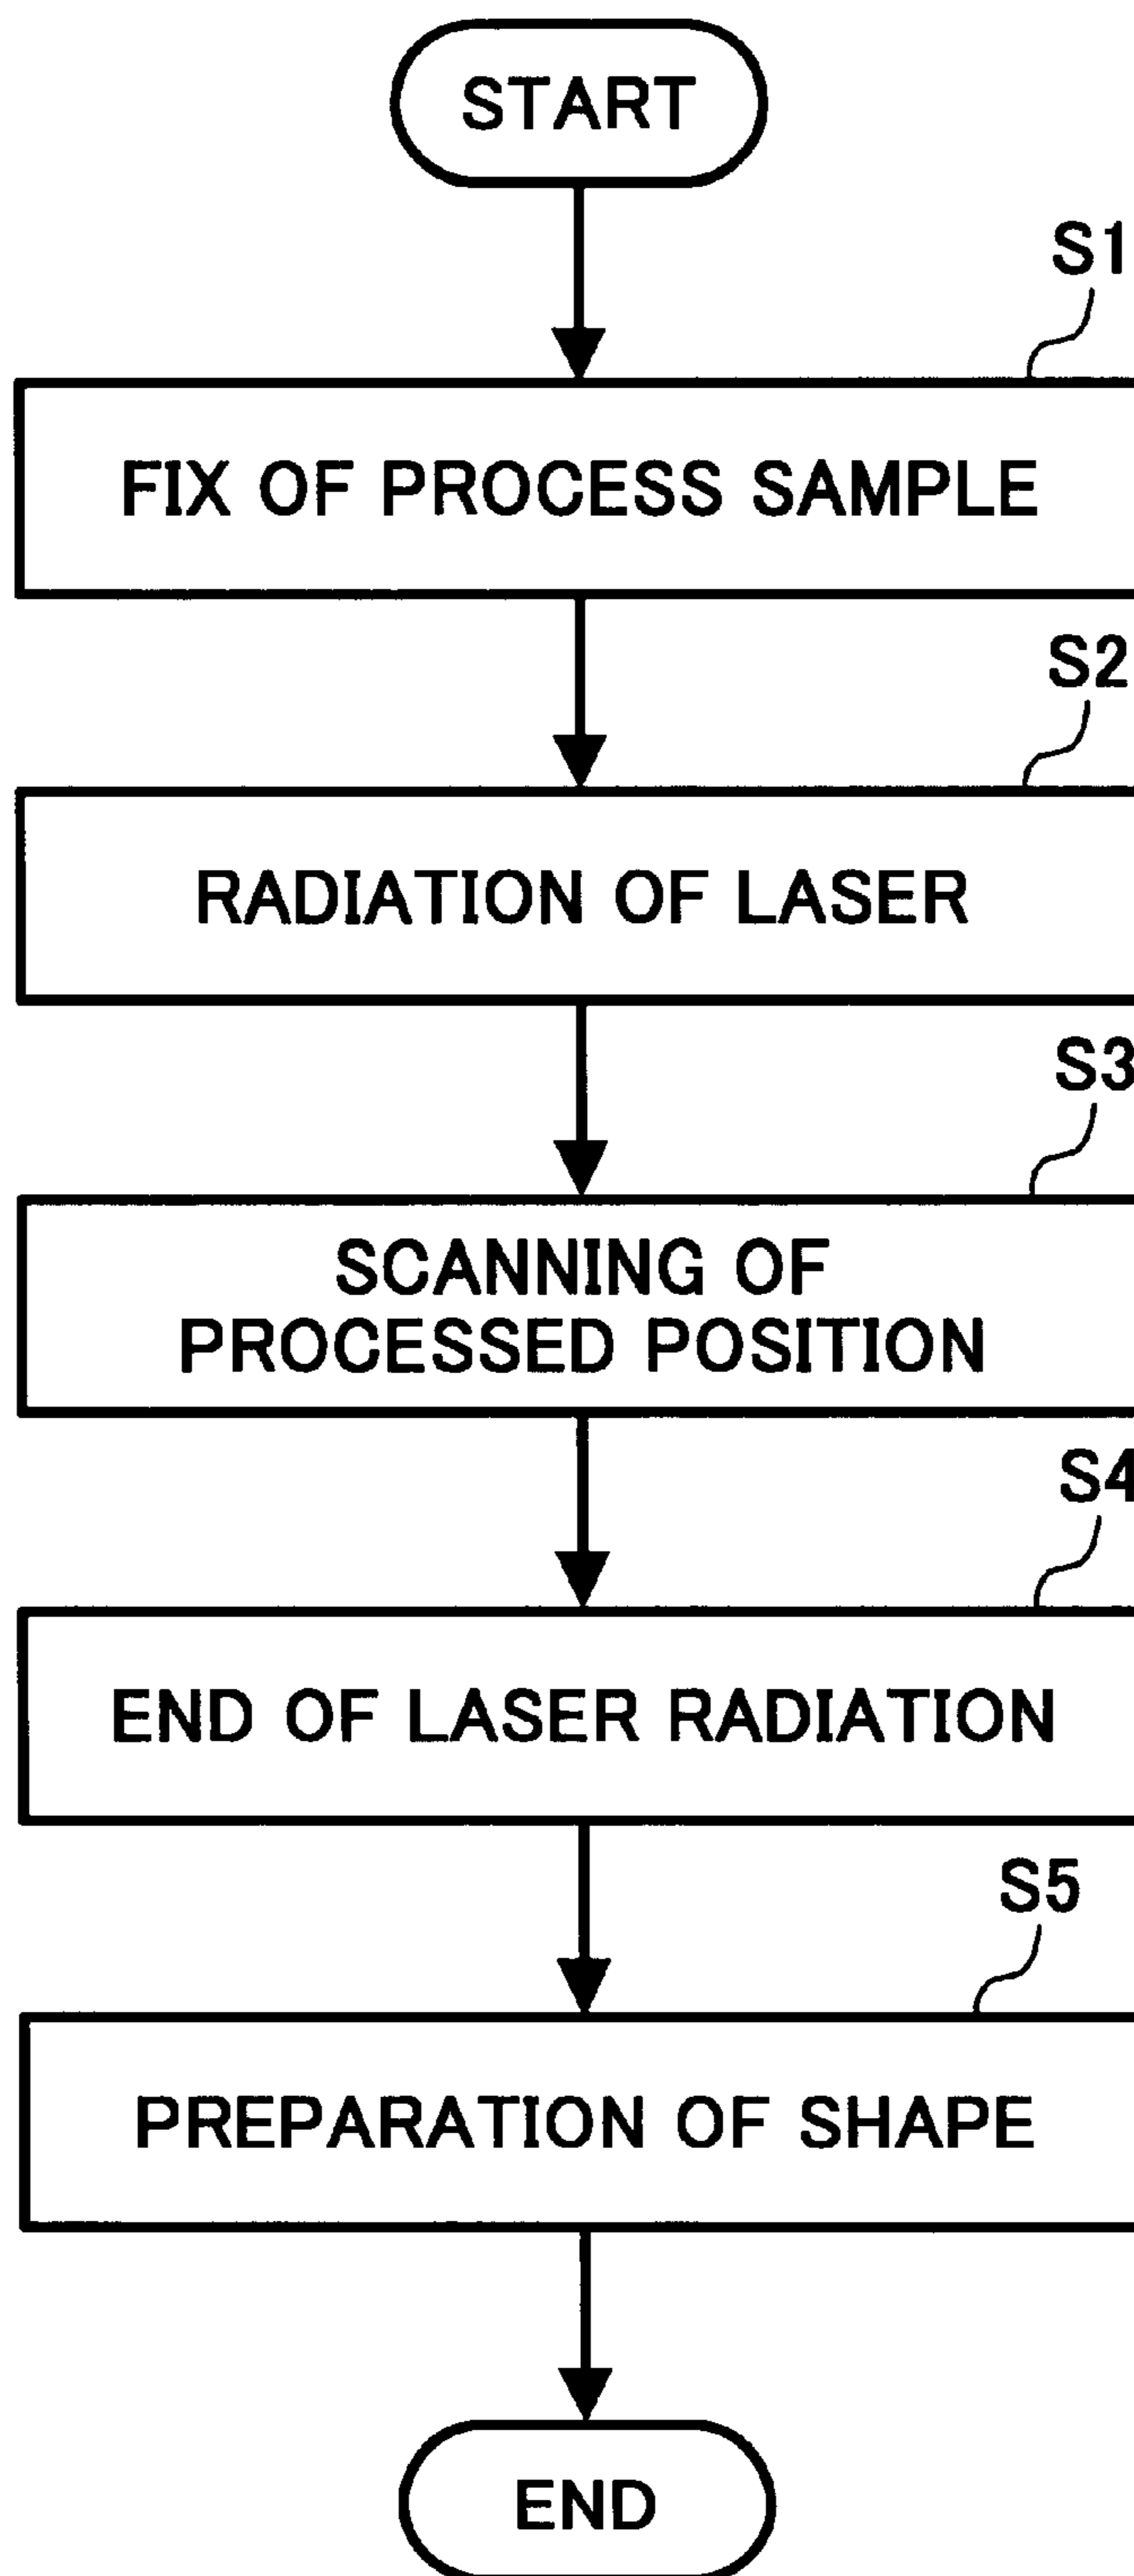 START
S1
FIX OF PROCESS SAMPLE
S2
RADIATION OF LASER
S3
SCANNING OF
PROCESSED POSITION
S4
END OF LASER RADIATION
S5
PREPARATION OF SHAPE
END